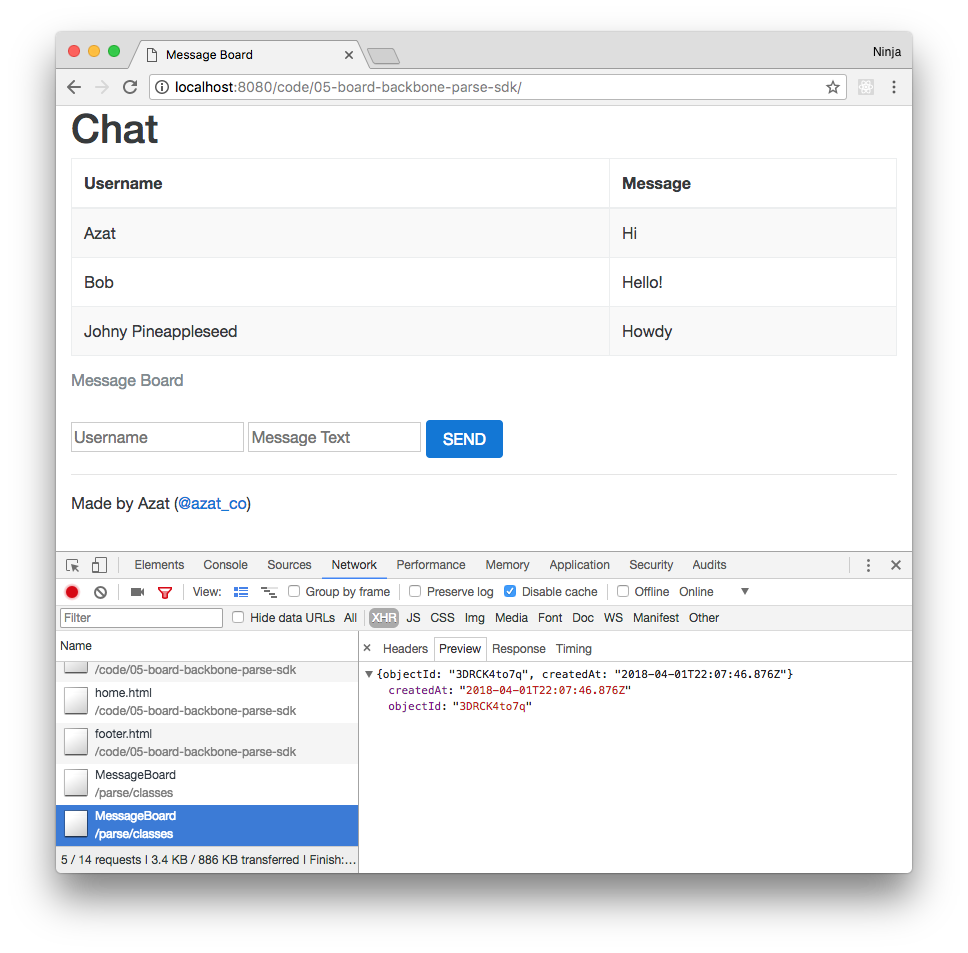 Message Board
Ninja
localhost:8080/code/05-board-backbone-parse-sdk/
Chat
Username Message
Azat Hi
Bob Hello!
Johny Pineappleseed Howdy
Message Board
Username Message Text SEND
Made by Azat (@azat_co)
Elements Console Sources Network Performance Memory Application Security Audits
View: Group by frame Preserve log Disable cache Offline Online
Filter Hide data URLs All XHR JS CSS Img Media Font Doc WS Manifest Other
Name
Headers Preview Response Timing
/code/05-board-backbone-parse-sdk
home.html
/code/05-board-backbone-parse-sdk
footer.html
/code/05-board-backbone-parse-sdk
MessageBoard
/parse/classes
MessageBoard
/parse/classes
5 / 14 requests | 3.4 KB / 886 KB transferred | Finish:...
{objectId: "3DRCK4to7q", createdAt: "2018-04-01T22:07:46.876Z"}
createdAt: "2018-04-01T22:07:46.876Z"
objectId: "3DRCK4to7q"